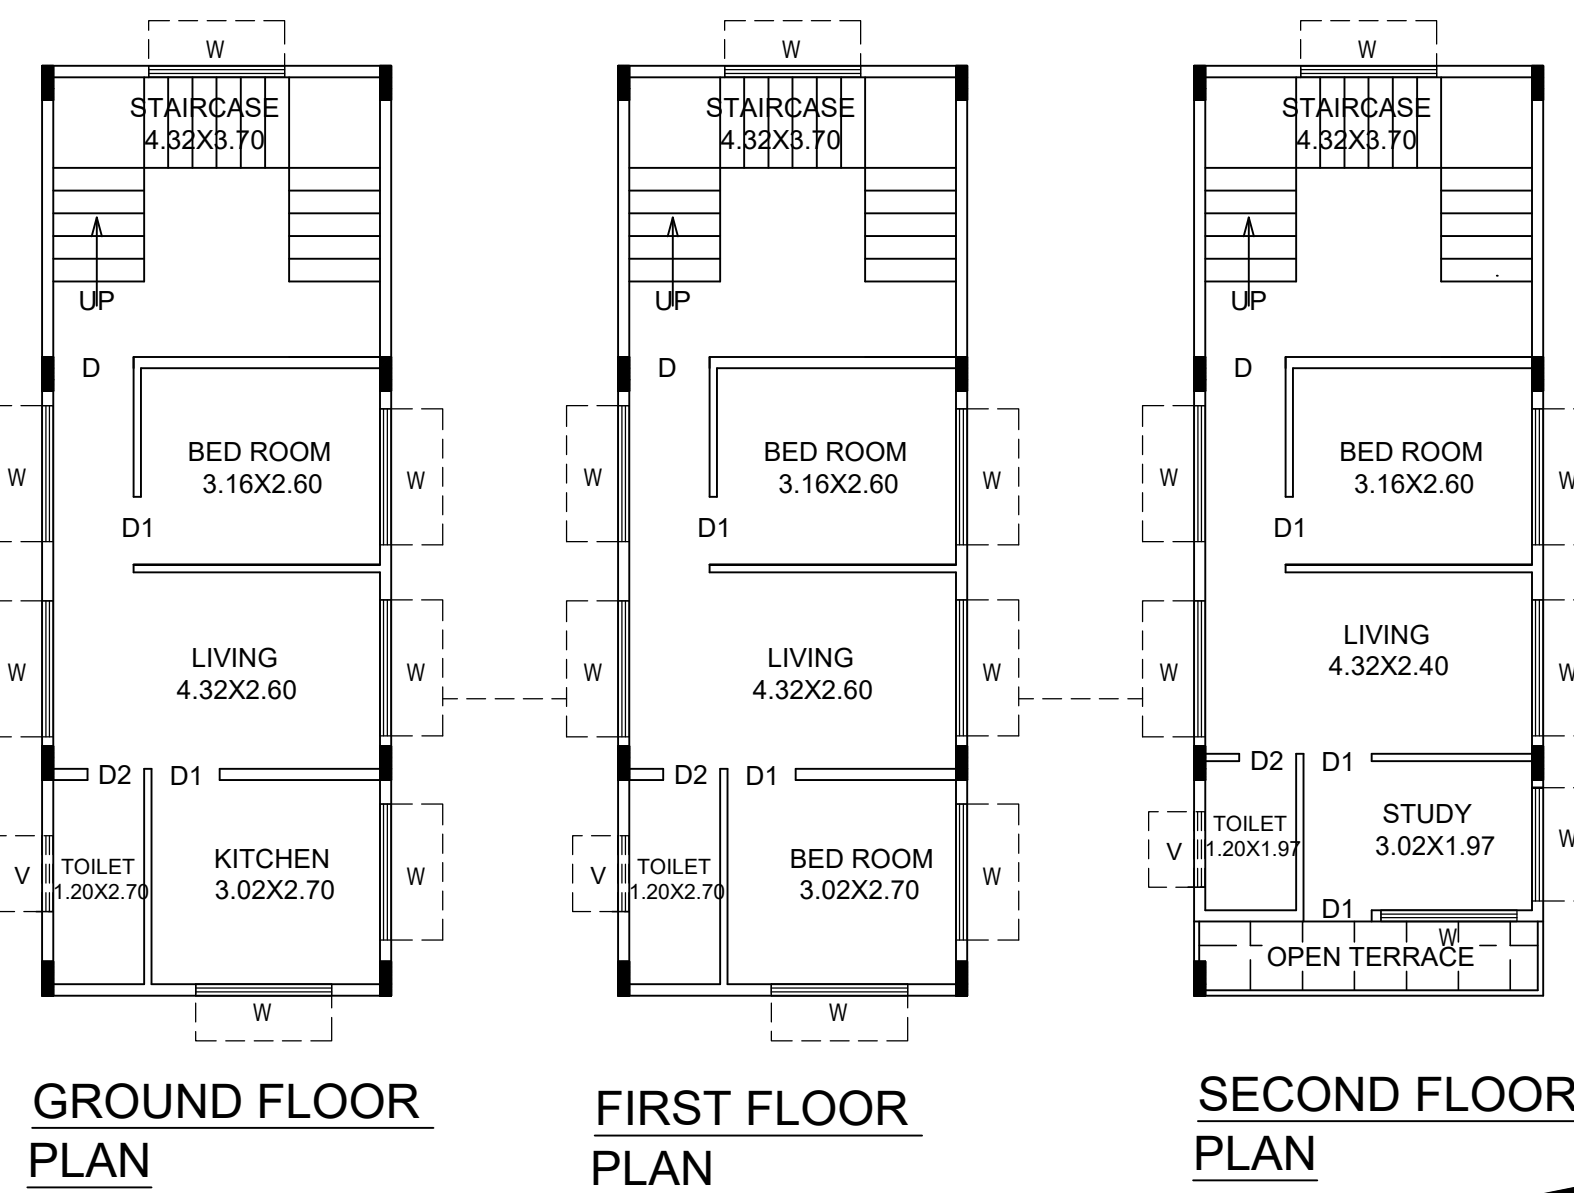 W
STAIRCASE
4.32X3.70
UP
D
BED ROOM
3.16X2.60
W
W
D1
LIVING
4.32X2.60
W
W
D2
D1
V
TOILET
1.20X2.70
KITCHEN
3.02X2.70
W
W
GROUND FLOOR
PLAN
W
STAIRCASE
4.32X3.70
UP
D
BED ROOM
3.16X2.60
W
W
D1
LIVING
4.32X2.60
W
W
D2
D1
V
TOILET
1.20X2.70
BED ROOM
3.02X2.70
W
W
FIRST FLOOR
PLAN
W
STAIRCASE
4.32X3.70
UP
D
BED ROOM
3.16X2.60
W
W
D1
LIVING
4.32X2.40
W
W
D2
D1
V
TOILET
1.20X1.97
STUDY
3.02X1.97
W
D1
W
OPEN TERRACE
SECOND FLOOR
PLAN